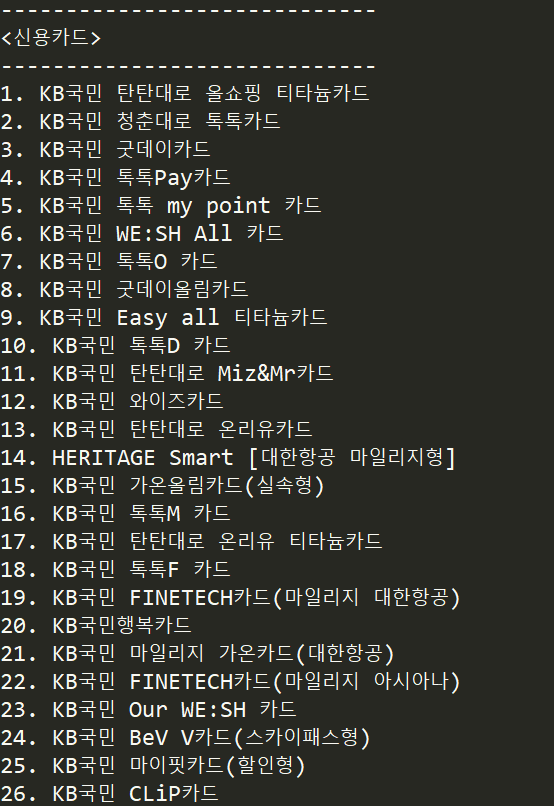 -----------------------------
<신용카드>
-----------------------------
1. KB국민 탄탄대로 올쇼핑 티타늄카드
2. KB국민 청춘대로 톡톡카드
3. KB국민 굿데이카드
4. KB국민 톡톡Pay카드
5. KB국민 톡톡 my point 카드
6. KB국민 WE:SH All 카드
7. KB국민 톡톡O 카드
8. KB국민 굿데이올림카드
9. KB국민 Easy all 티타늄카드
10. KB국민 톡톡D 카드
11. KB국민 탄탄대로 Miz&Mr카드
12. KB국민 와이즈카드
13. KB국민 탄탄대로 온리유카드
14. HERITAGE Smart [대한항공 마일리지형]
15. KB국민 가온올림카드(실속형)
16. KB국민 톡톡M 카드
17. KB국민 탄탄대로 온리유 티타늄카드
18. KB국민 톡톡F 카드
19. KB국민 FINETECH카드(마일리지 대한항공)
20. KB국민행복카드
21. KB국민 마일리지 가온카드(대한항공)
22. KB국민 FINETECH카드(마일리지 아시아나)
23. KB국민 Our WE:SH 카드
24. KB국민 BeV V카드(스카이패스형)
25. KB국민 마이핏카드(할인형)
26. KB국민 CLiP카드